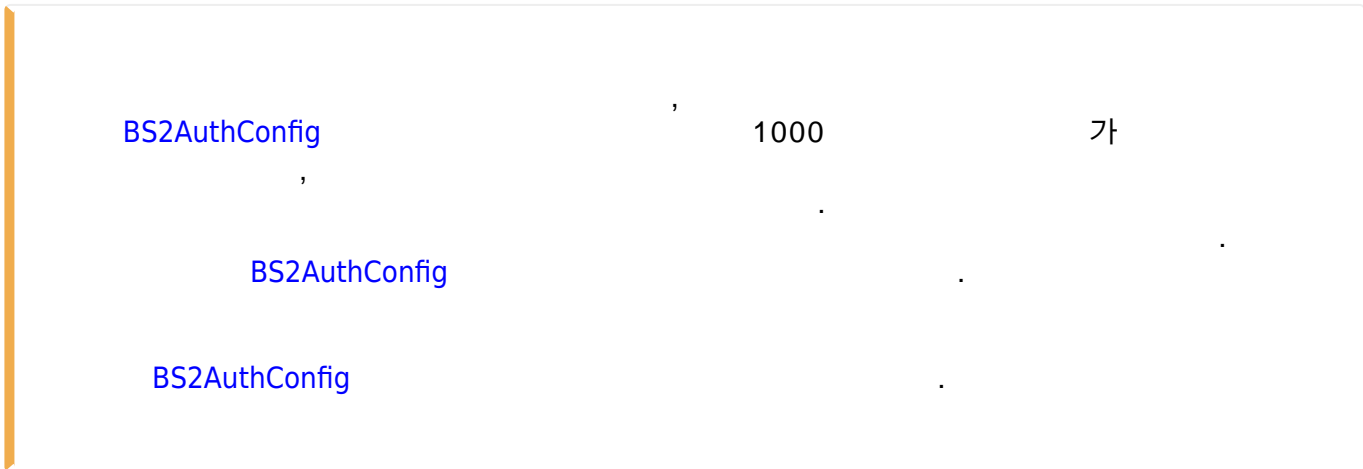 ,
BS2AuthConfig 1000 가
,
.
.
BS2AuthConfig .
BS2AuthConfig .